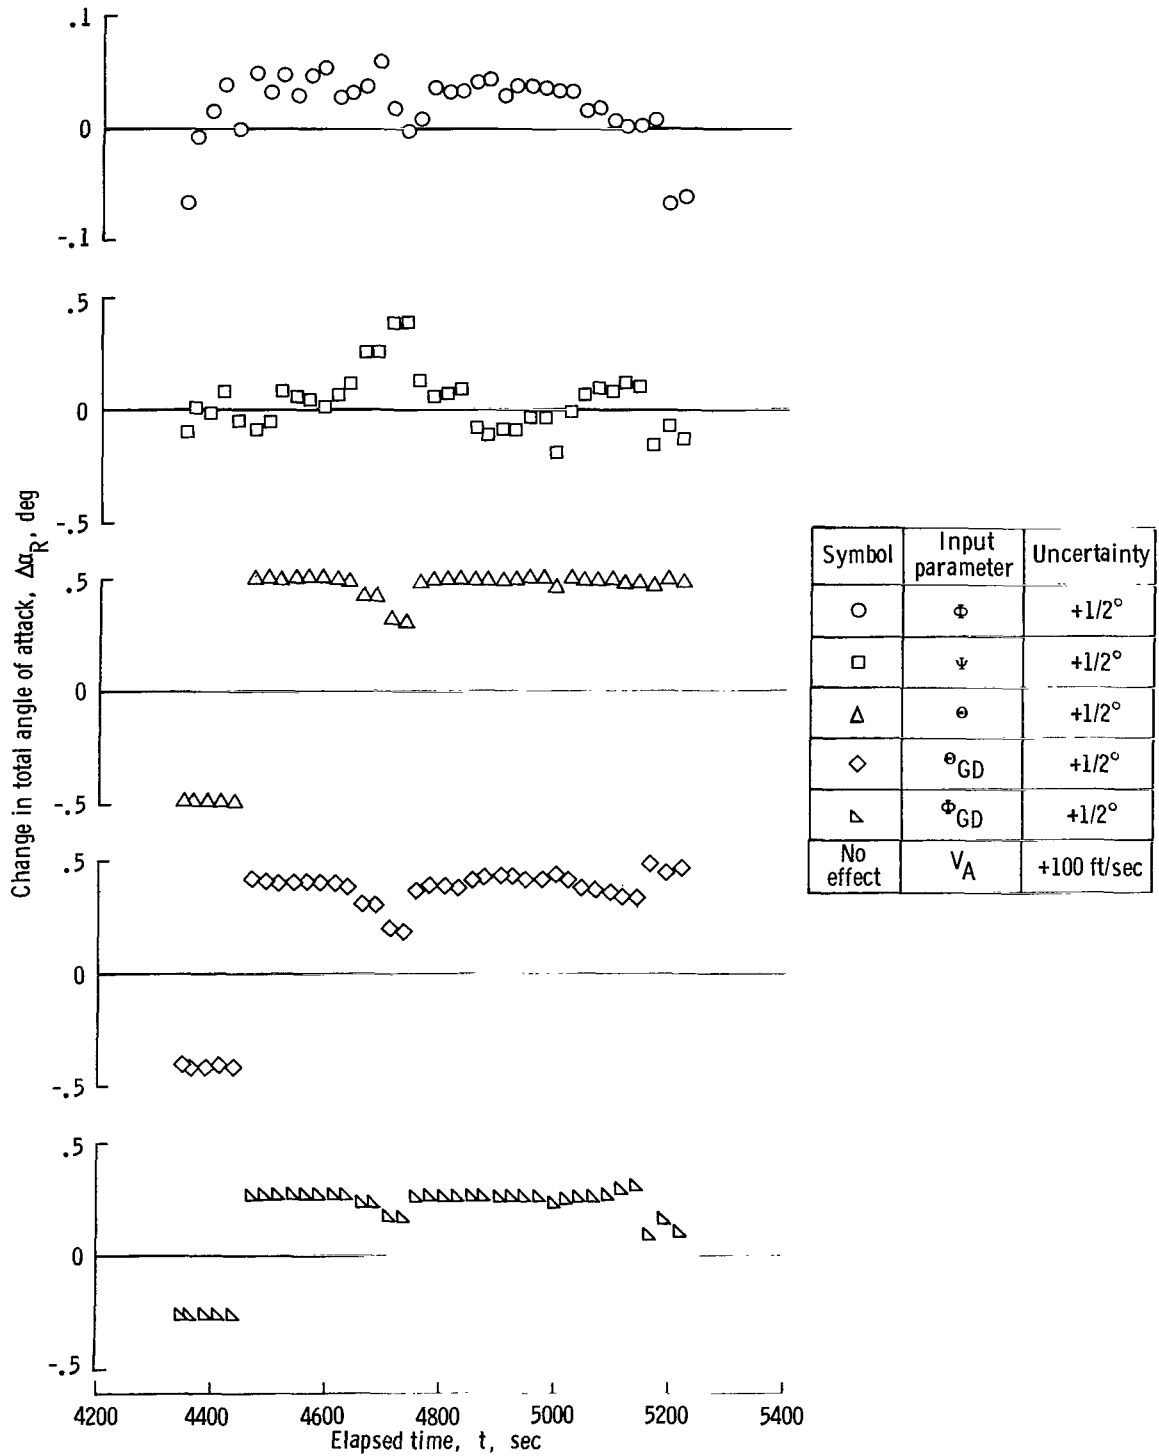 .1
0
-.1
.5
0
-.5
.5
0
-.5
.5
0
-.5
.5
0
-.5
Change in total angle of attack, Δα_R, deg
4200 4400 4600 4800 5000 5200 5400
Elapsed time, t, sec
Symbol Input parameter Uncertainty
Φ +1/2°
Ψ +1/2°
Θ +1/2°
Θ_GD +1/2°
Φ_GD +1/2°
No effect V_A +100 ft/sec